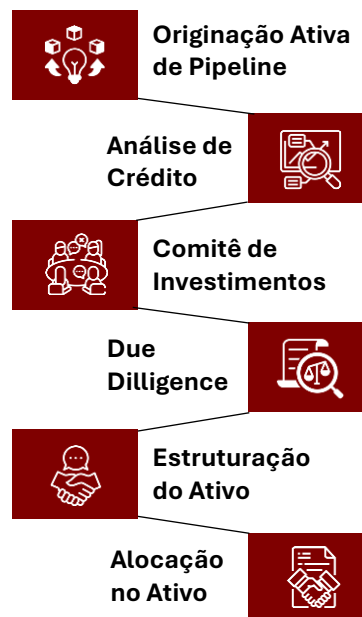 Originação Ativa
de Pipeline
Análise de
Crédito
Comitê de
Investimentos
Due
Dilligence
Estruturação
do Ativo
Alocação
no Ativo